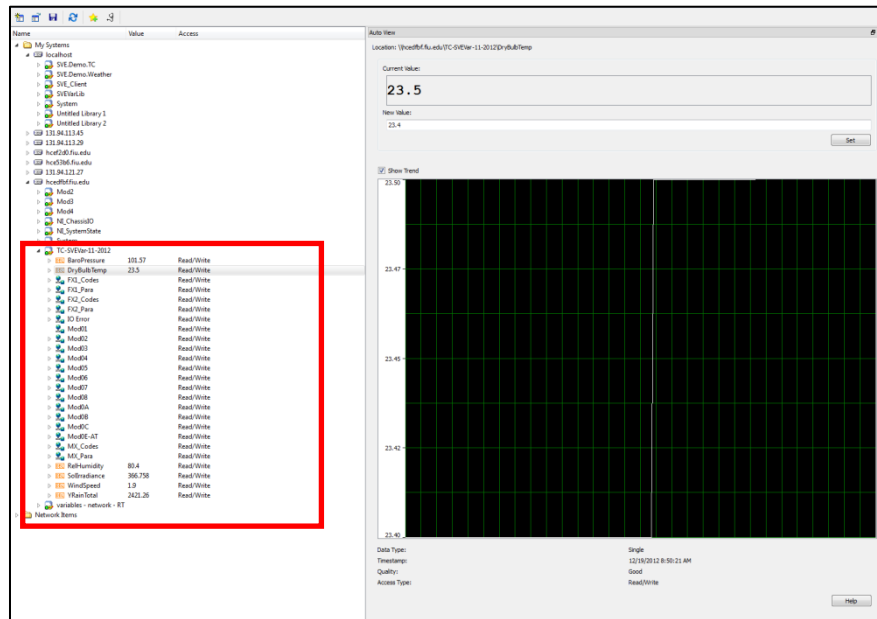 Name Value Access
My Systems
localhost
SVE.Demo.TC
SVE.Demo.Weather
SVE_Client
SVEVarLib
System
Untitled Library 1
Untitled Library 2
131.94.113.45
131.94.113.29
hcef2d0.fiu.edu
hce53b6.fiu.edu
131.94.121.27
hcedfbf.fiu.edu
Mod2
Mod3
Mod4
NI_ChassisIO
NI_SystemState
System
TC-SVEVar-11-2012
BaroPressure 101.57 Read/Write
DryBulbTemp 23.5 Read/Write
FX1_Codes Read/Write
FX1_Para Read/Write
FX2_Codes Read/Write
FX2_Para Read/Write
IO Error Read/Write
Mod01 Read/Write
Mod02 Read/Write
Mod03 Read/Write
Mod04 Read/Write
Mod05 Read/Write
Mod06 Read/Write
Mod07 Read/Write
Mod08 Read/Write
Mod0A Read/Write
Mod0B Read/Write
Mod0C Read/Write
Mod0E-AT Read/Write
MX_Codes Read/Write
MX_Para Read/Write
RelHumidity 80.4 Read/Write
SolIrradiance 366.758 Read/Write
WindSpeed 1.9 Read/Write
YRainTotal 2421.26 Read/Write
variables - network - RT
Network Items
Auto View
Location: \\hcedfbf.fiu.edu\TC-SVEVar-11-2012\DryBulbTemp
Current Value:
23.5
New Value:
23.4
Set
Show Trend
23.50
23.47
23.45
23.42
23.40
Data Type: Single
Timestamp: 12/19/2012 8:50:21 AM
Quality: Good
Access Type: Read/Write
Help